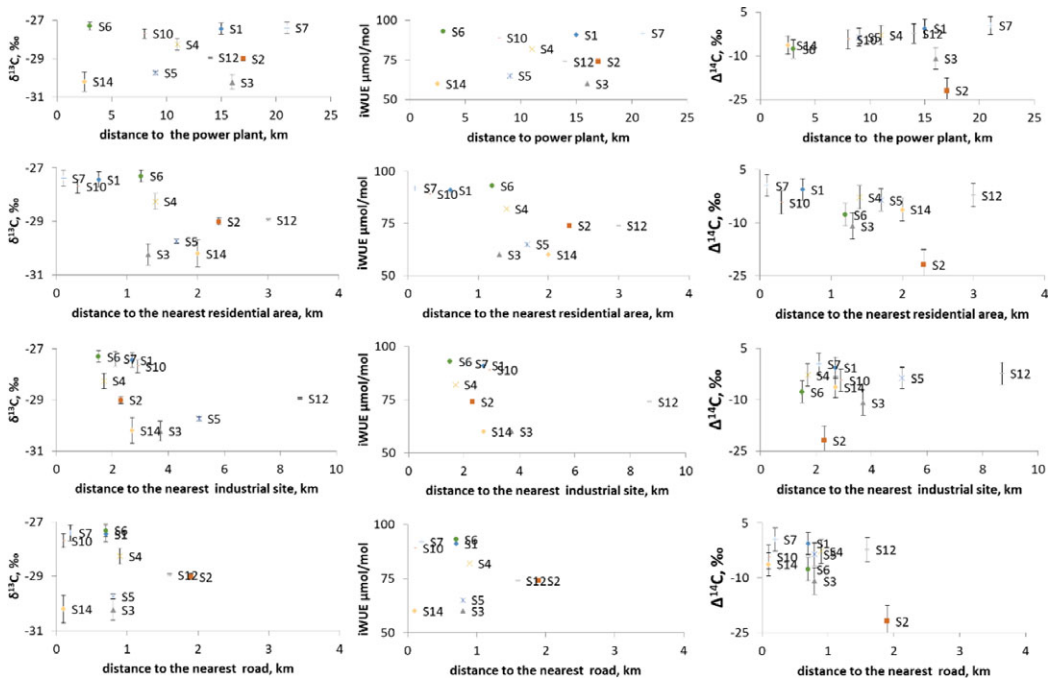 δ¹³C, ‰
-27
-29
-31
S6
S10
S4
S1
S7
S12
S2
S5
S14
S3
0 5 10 15 20 25
distance to the power plant, km
iWUE μmol/mol
100
75
50
S6
S10
S4
S1
S7
S12
S2
S5
S14
S3
0 5 10 15 20 25
distance to power plant, km
Δ¹⁴C, ‰
5
-10
-25
S14
S6
S10
S5
S4
S12
S1
S7
S3
S2
0 5 10 15 20 25
distance to the power plant, km
δ¹³C, ‰
-27
-29
-31
S7
S10
S1
S6
S4
S2
S12
S5
S3
S14
0 1 2 3 4
distance to the nearest residential area, km
iWUE μmol/mol
100
75
50
S7
S10
S1
S6
S4
S2
S12
S5
S3
S14
0 1 2 3 4
distance to the nearest residential area, km
Δ¹⁴C, ‰
5
-10
-25
S7
S10
S1
S4
S5
S6
S3
S14
S12
S2
0 1 2 3 4
distance to the nearest residential area, km
δ¹³C, ‰
-27
-29
-31
S6
S7
S1
S10
S4
S2
S12
S5
S14
S3
0 2 4 6 8 10
distance to the nearest industrial site, km
iWUE μmol/mol
100
75
50
S6
S7
S1
S10
S4
S2
S12
S14
S3
0 2 4 6 8 10
distance to the nearest industrial site, km
Δ¹⁴C, ‰
5
-10
-25
S7
S1
S4
S10
S14
S6
S3
S5
S12
S2
0 2 4 6 8 10
distance to the nearest industrial site, km
δ¹³C, ‰
-27
-29
-31
S7
S10
S6
S1
S4
S12
S2
S5
S3
S14
0 1 2 3 4
distance to the nearest road, km
iWUE μmol/mol
100
75
50
S7
S10
S6
S1
S4
S12
S2
S5
S3
S14
0 1 2 3 4
distance to the nearest road, km
Δ¹⁴C, ‰
5
-10
-25
S7
S1
S10
S14
S4
S5
S6
S3
S12
S2
0 1 2 3 4
distance to the nearest road, km